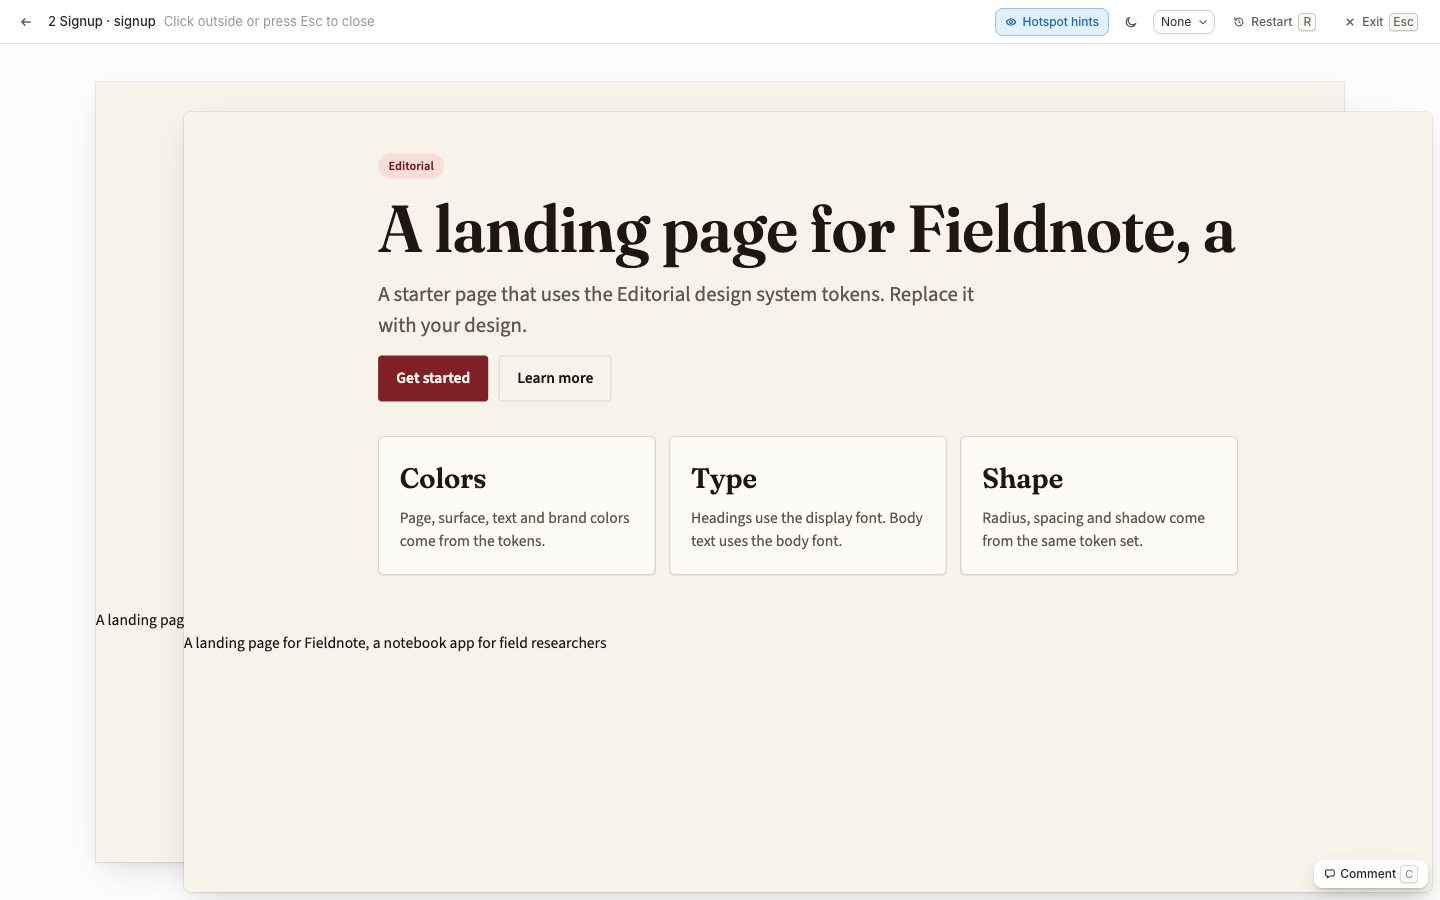 2 Signup · signup Click outside or press Esc to close
Hotspot hints
None
Restart R
Exit Esc
Editorial
A landing page for Fieldnote, a
A starter page that uses the Editorial design system tokens. Replace it
with your design.
Get started
Learn more
Colors
Page, surface, text and brand colors
come from the tokens.
Type
Headings use the display font. Body
text uses the body font.
Shape
Radius, spacing and shadow come
from the same token set.
A landing pag
A landing page for Fieldnote, a notebook app for field researchers
Comment C